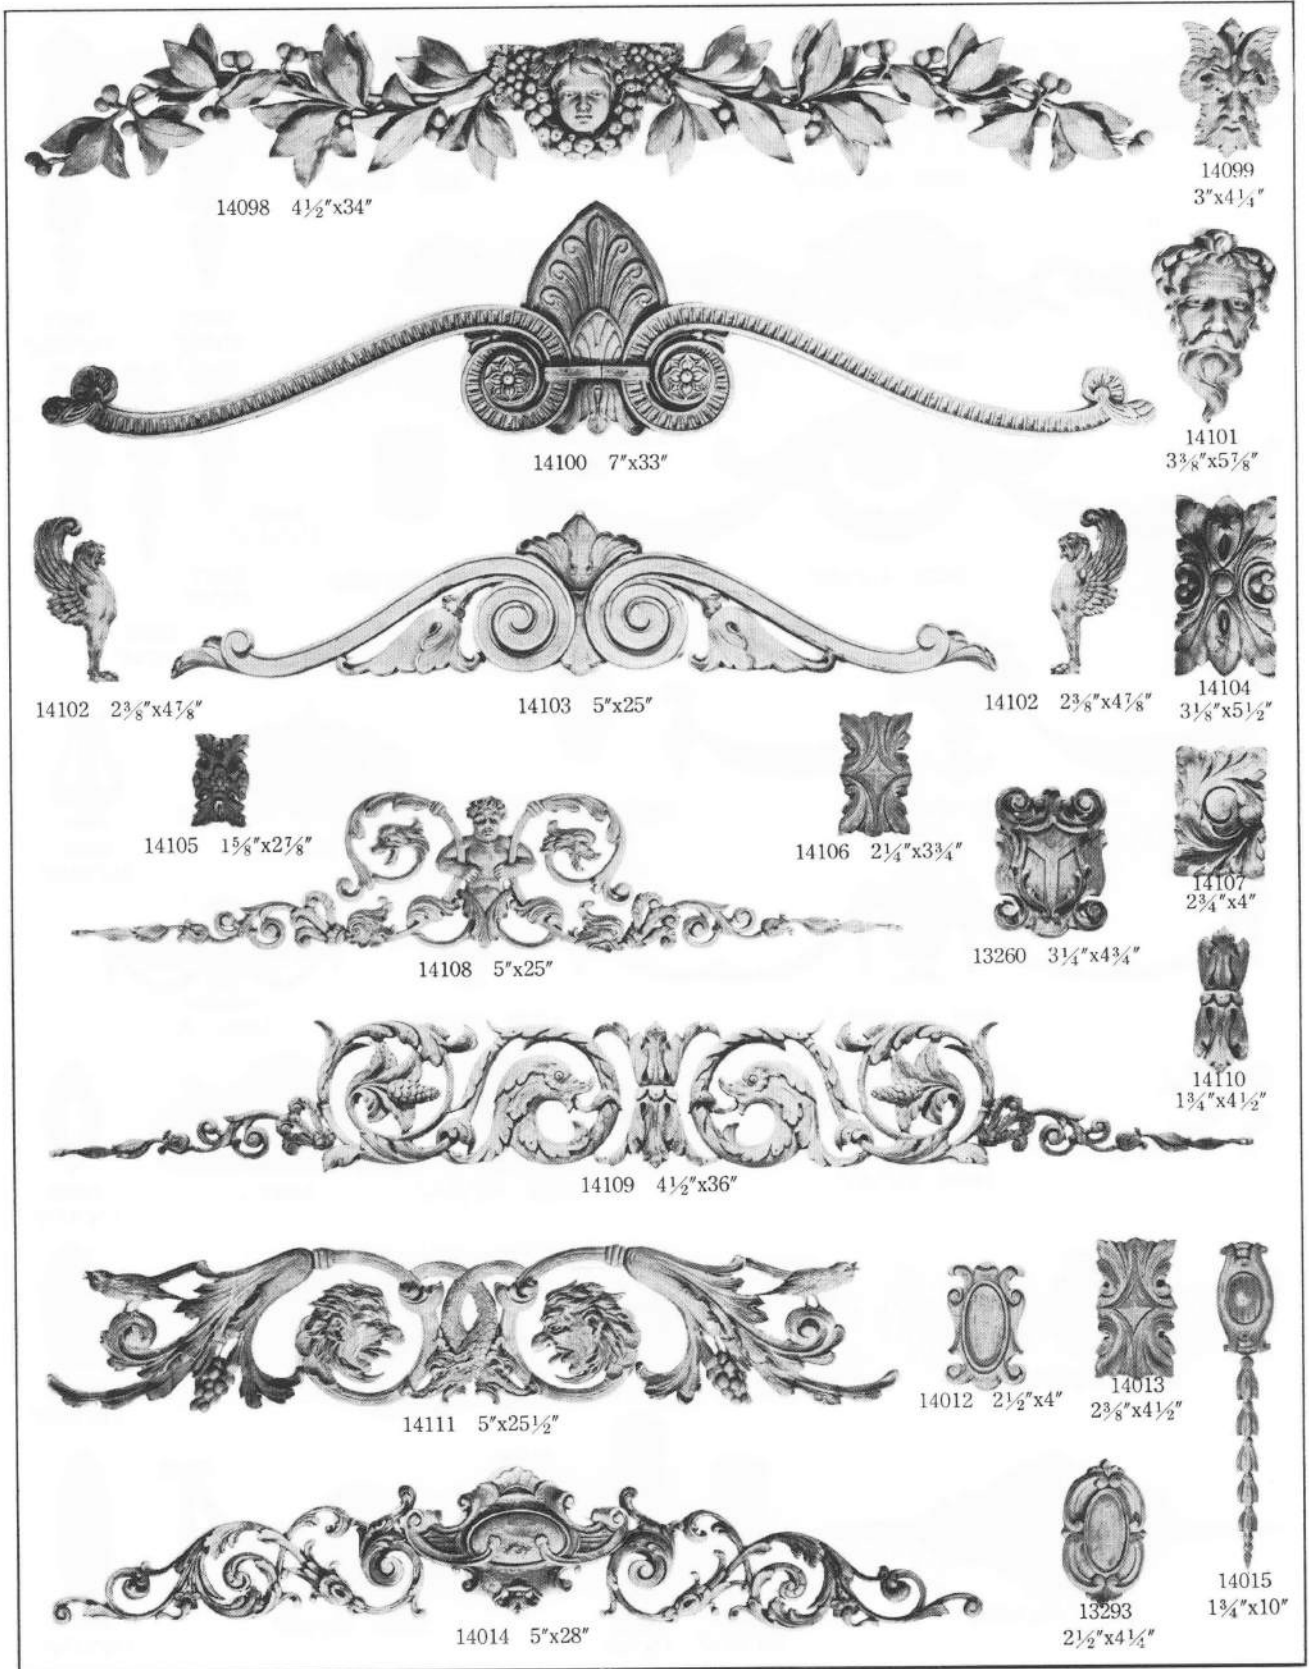 14098 4½"x34"
14099
3"x4¼"
14100 7"x33"
14101
3⅜"x5⅞"
14102 2⅜"x4⅞"
14103 5"x25"
14102 2⅜"x4⅞"
14104
3⅛"x5½"
14105 1⅝"x2⅞"
14106 2¼"x3¾"
14107
2¾"x4"
14108 5"x25"
13260 3¼"x4¾"
14110
1¾"x4½"
14109 4½"x36"
14111 5"x25½"
14012 2½"x4"
14013
2⅜"x4½"
14014 5"x28"
13293
2½"x4¼"
14015
1¾"x10"